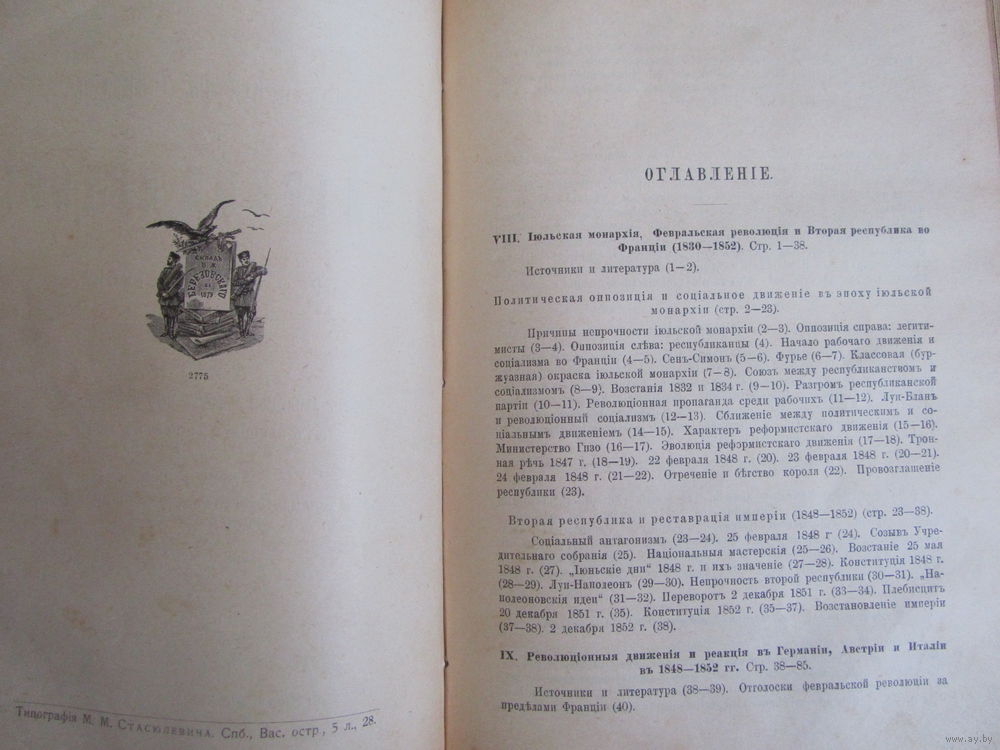 СКЛАДЪ
В. А.
БЕРЕЗОВСКАГО
1879
2775
Типографія М. М. Стасюлевича. Спб., Вас. остр., 5 л., 28.
ОГЛАВЛЕНІЕ.
VIII. Іюльская монархія, Февральская революція и Вторая республика во
Франціи (1830—1852). Стр. 1—38.
Источники и литература (1—2).
Политическая оппозиція и соціальное движеніе въ эпоху іюльской
монархіи (стр. 2—23).
Причины непрочности іюльской монархіи (2—3). Оппозиція справа: легити-
мисты (3—4). Оппозиція слѣва: республиканцы (4). Начало рабочаго движенія и
соціализма во Франціи (4—5). Сенъ-Симонъ (5—6). Фурье (6—7). Классовая (бур-
жуазная) окраска іюльской монархіи (7—8). Союзъ между республиканствомъ и
соціализмомъ (8—9). Возстанія 1832 и 1834 г. (9—10). Разгромъ республиканской
партіи (10—11). Революціонная пропаганда среди рабочихъ (11—12). Луи-Бланъ
и революціонный соціализмъ (12—13). Сближеніе между политическимъ и со-
ціальнымъ движеніемъ (14—15). Характеръ реформистскаго движенія (15—16).
Министерство Гизо (16—17). Эволюція реформистскаго движенія (17—18). Трон-
ная рѣчь 1847 г. (18—19). 22 февраля 1848 г. (20). 23 февраля 1848 г. (20—21).
24 февраля 1848 г. (21—22). Отреченіе и бѣгство короля (22). Провозглашеніе
республики (23).
Вторая республика и реставрація имперіи (1848—1852) (стр. 23—38).
Соціальный антагонизмъ (23—24). 25 февраля 1848 г (24). Созывъ Учре-
дительнаго собранія (25). Національныя мастерскія (25—26). Возстаніе 25 мая
1848 г. (27). „Іюньскіе дни“ 1848 г. и ихъ значеніе (27—28). Конституція 1848 г.
(28—29). Луи-Наполеонъ (29—30). Непрочность второй республики (30—31). „На-
полеоновскія идеи“ (31—32). Переворотъ 2 декабря 1851 г. (33—34). Плебисцитъ
20 декабря 1851 г. (35). Конституція 1852 г. (35—37). Возстановленіе имперіи
(37—38). 2 декабря 1852 г. (38).
IX. Революціонныя движенія и реакція въ Германіи, Австріи и Италіи
въ 1848—1852 гг. Стр. 38—85.
Источники и литература (38—39). Отголоски февральской революціи за
предѣлами Франціи (40).
www.ay.by